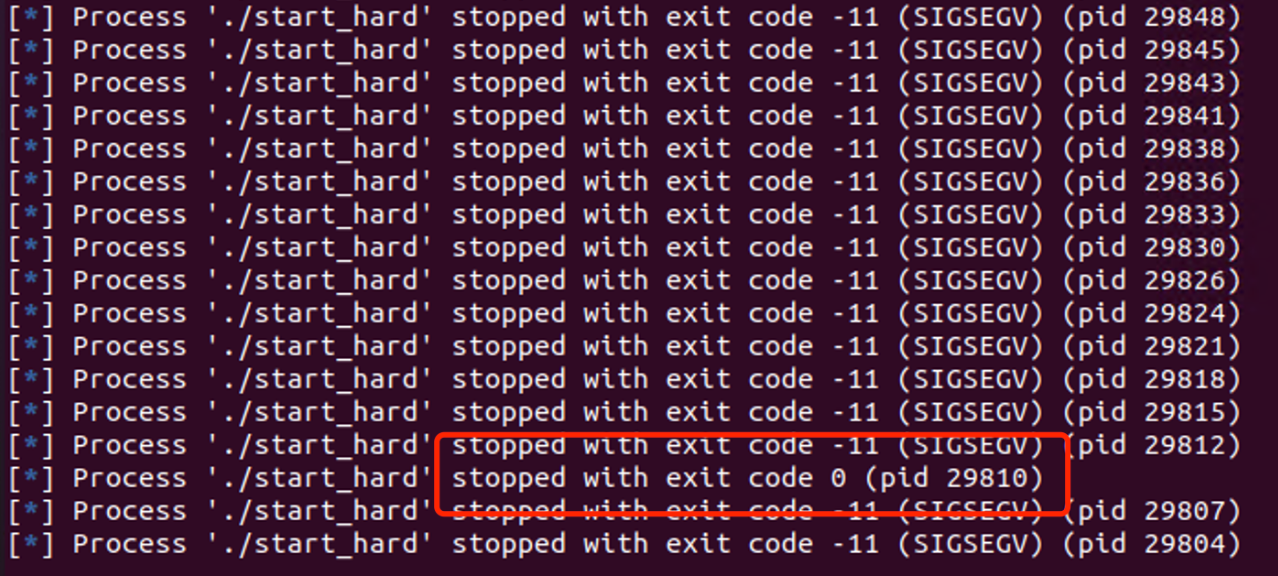 [*] Process './start_hard' stopped with exit code -11 (SIGSEGV) (pid 29848)
[*] Process './start_hard' stopped with exit code -11 (SIGSEGV) (pid 29845)
[*] Process './start_hard' stopped with exit code -11 (SIGSEGV) (pid 29843)
[*] Process './start_hard' stopped with exit code -11 (SIGSEGV) (pid 29841)
[*] Process './start_hard' stopped with exit code -11 (SIGSEGV) (pid 29838)
[*] Process './start_hard' stopped with exit code -11 (SIGSEGV) (pid 29836)
[*] Process './start_hard' stopped with exit code -11 (SIGSEGV) (pid 29833)
[*] Process './start_hard' stopped with exit code -11 (SIGSEGV) (pid 29830)
[*] Process './start_hard' stopped with exit code -11 (SIGSEGV) (pid 29826)
[*] Process './start_hard' stopped with exit code -11 (SIGSEGV) (pid 29824)
[*] Process './start_hard' stopped with exit code -11 (SIGSEGV) (pid 29821)
[*] Process './start_hard' stopped with exit code -11 (SIGSEGV) (pid 29818)
[*] Process './start_hard' stopped with exit code -11 (SIGSEGV) (pid 29815)
[*] Process './start_hard' stopped with exit code -11 (SIGSEGV) (pid 29812)
[*] Process './start_hard' stopped with exit code 0 (pid 29810)
[*] Process './start_hard' stopped with exit code -11 (SIGSEGV) (pid 29807)
[*] Process './start_hard' stopped with exit code -11 (SIGSEGV) (pid 29804)